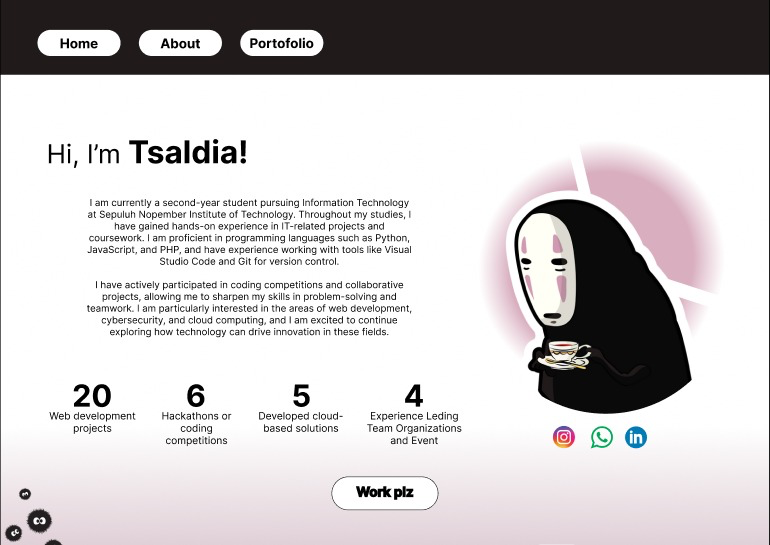 Home About Portofolio
Hi, I'm Tsaldia!
I am currently a second-year student pursuing Information Technology
at Sepuluh Nopember Institute of Technology. Throughout my studies, I
have gained hands-on experience in IT-related projects and
coursework. I am proficient in programming languages such as Python,
JavaScript, and PHP, and have experience working with tools like Visual
Studio Code and Git for version control.
I have actively participated in coding competitions and collaborative
projects, allowing me to sharpen my skills in problem-solving and
teamwork. I am particularly interested in the areas of web development,
cybersecurity, and cloud computing, and I am excited to continue
exploring how technology can drive innovation in these fields.
20
Web development
projects
6
Hackathons or
coding
competitions
5
Developed cloud-
based solutions
4
Experience Leding
Team Organizations
and Event
in
Work plz